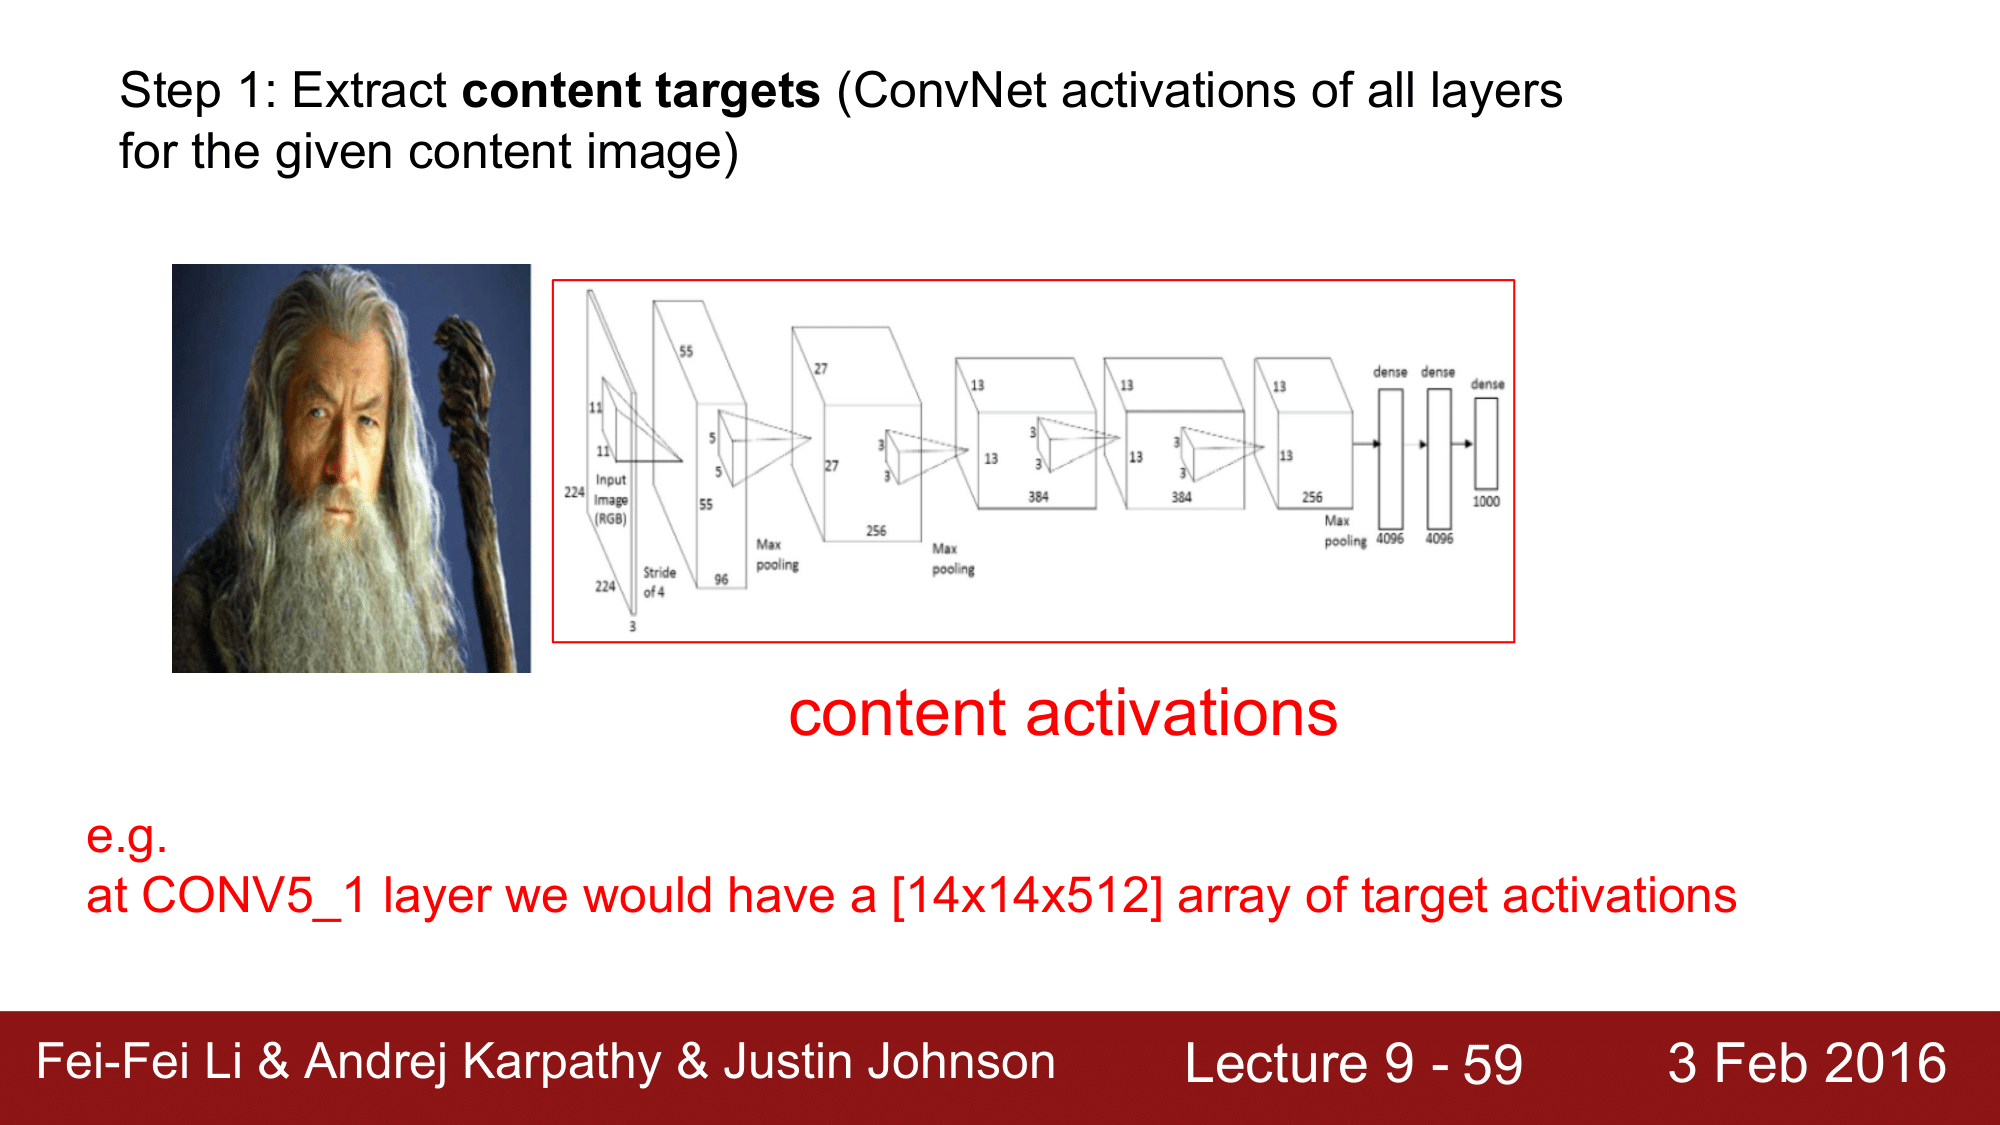 Step 1: Extract content targets (ConvNet activations of all layers
for the given content image)
11
11
Input
Image
(RGB)
224
224
3
Stride
of 4
55
55
96
5
5
Max
pooling
27
27
256
3
3
Max
pooling
13
13
384
3
3
13
13
384
3
3
13
13
256
Max
pooling
dense
4096
dense
4096
dense
1000
content activations
e.g.
at CONV5_1 layer we would have a [14x14x512] array of target activations
Fei-Fei Li & Andrej Karpathy & Justin Johnson
Lecture 9 - 59
3 Feb 2016